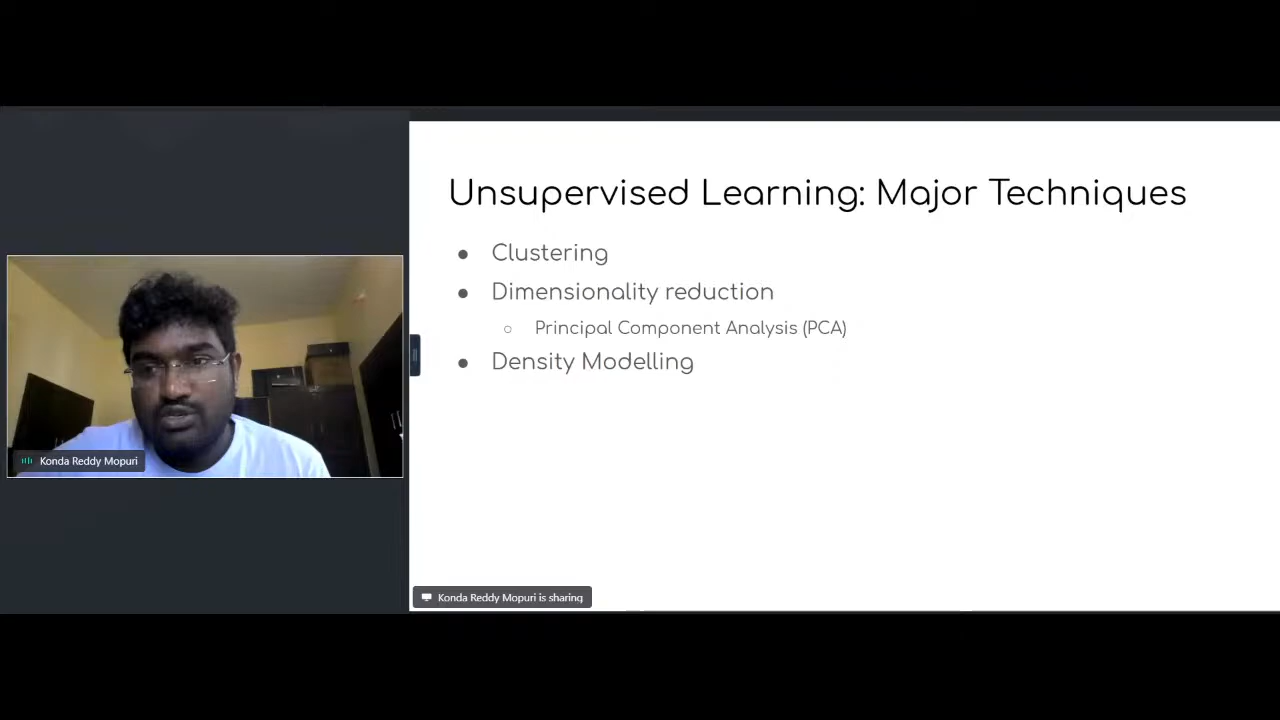 Unsupervised Learning: Major Techniques
● Clustering
● Dimensionality reduction
○ Principal Component Analysis (PCA)
● Density Modelling
Konda Reddy Mopuri
Konda Reddy Mopuri is sharing